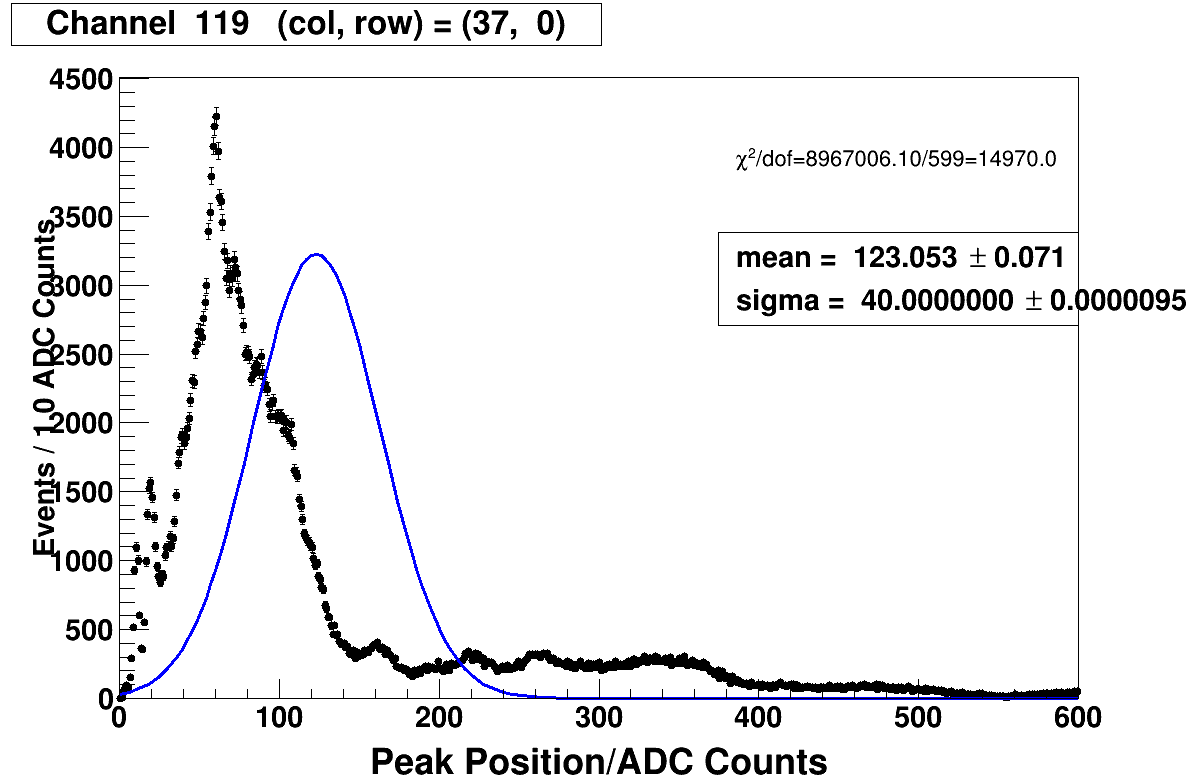 Channel 119 (col, row) = (37, 0)
4500
4000
3500
3000
2500
2000
1500
1000
500
0
Events / 1.0 ADC Counts
χ²/dof=8967006.10/599=14970.0
mean = 123.053 ± 0.071
sigma = 40.0000000 ± 0.0000095
0 100 200 300 400 500 600
Peak Position/ADC Counts